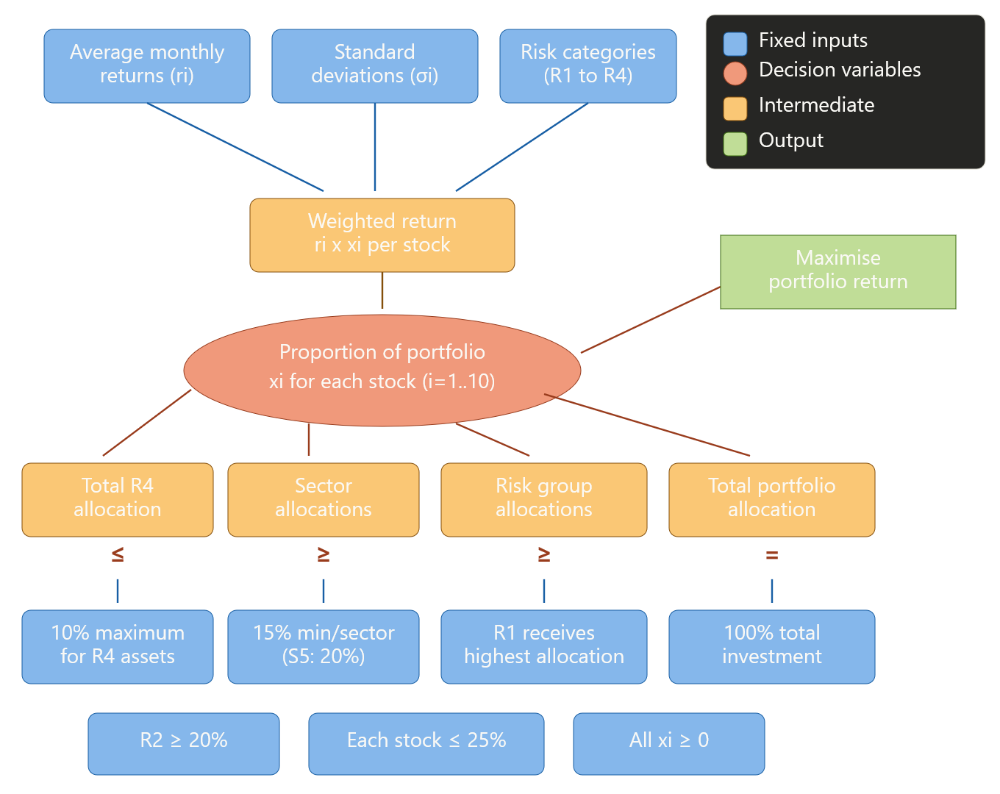 Average monthly
returns (ri)
Standard
deviations (σi)
Risk categories
(R1 to R4)
Fixed inputs
Decision variables
Intermediate
Output
Weighted return
ri x xi per stock
Maximise
portfolio return
Proportion of portfolio
xi for each stock (i=1..10)
Total R4
allocation
Sector
allocations
Risk group
allocations
Total portfolio
allocation
≤
≥
≥
=
10% maximum
for R4 assets
15% min/sector
(S5: 20%)
R1 receives
highest allocation
100% total
investment
R2 ≥ 20%
Each stock ≤ 25%
All xi ≥ 0